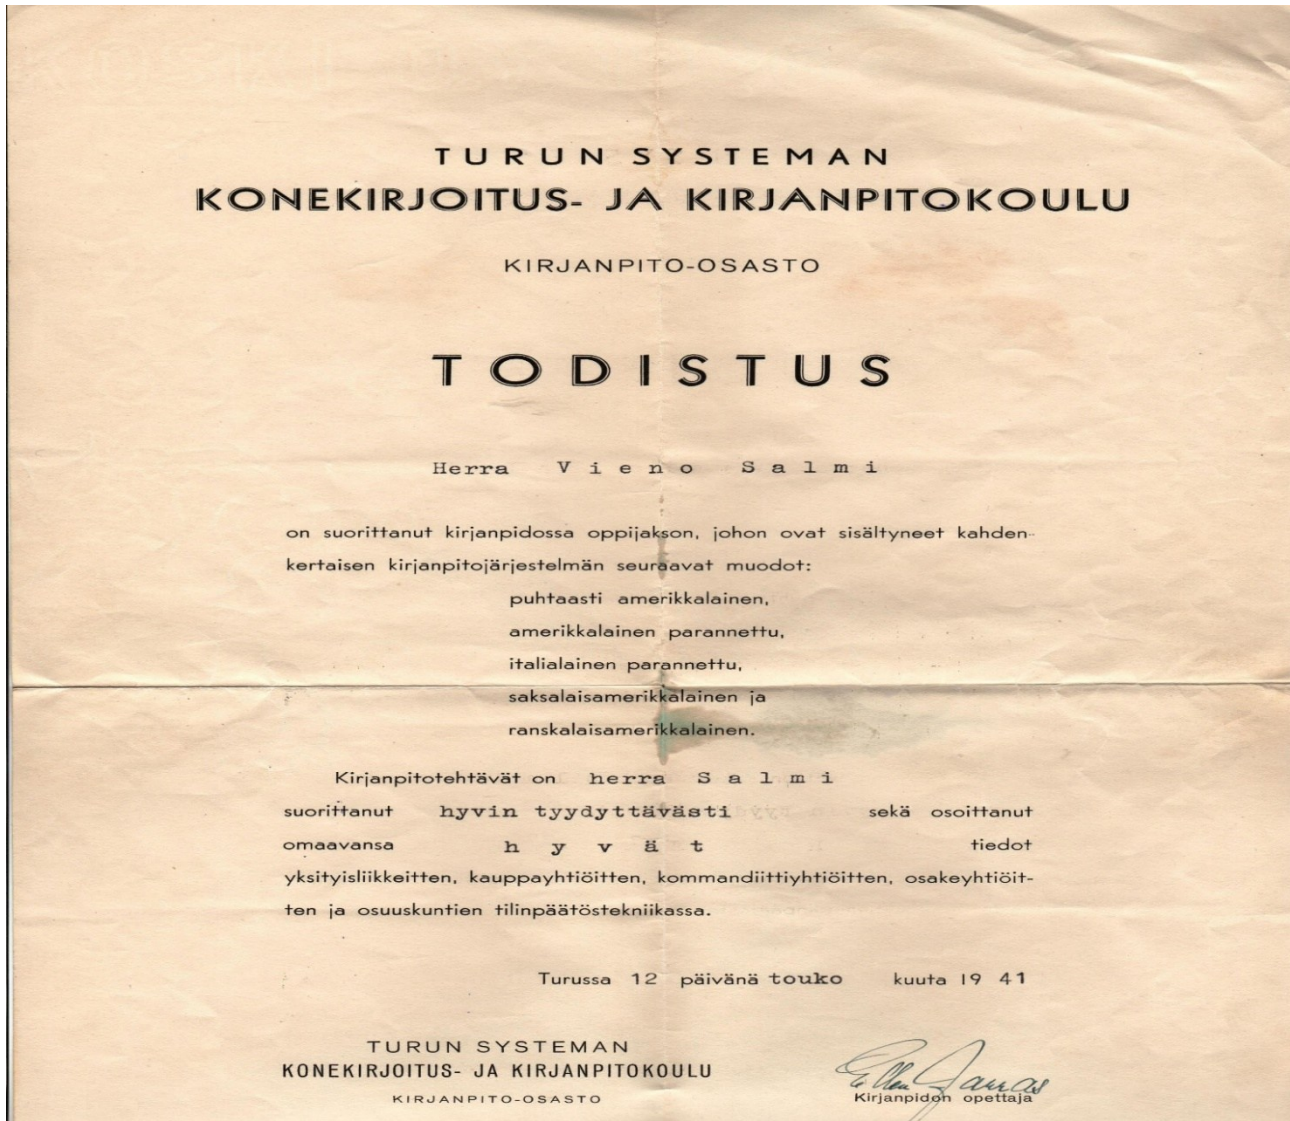 TURUN SYSTEMAN
KONEKIRJOITUS- JA KIRJANPITOKOULU
KIRJANPITO-OSASTO
TODISTUS
Herra Vieno Salmi
on suorittanut kirjanpidossa oppijakson, johon ovat sisältyneet kahden-
kertaisen kirjanpitojärjestelmän seuraavat muodot:
puhtaasti amerikkalainen,
amerikkalainen parannettu,
italialainen parannettu,
saksalaisamerikkalainen ja
ranskalaisamerikkalainen.
Kirjanpitotehtävät on herra Salmi
suorittanut hyvin tyydyttävästi sekä osoittanut
omaavansa hyvät tiedot
yksityisliikkeitten, kauppayhtiöitten, kommandiittiyhtiöitten, osakeyhtiöit-
ten ja osuuskuntien tilinpäätöstekniikassa.
Turussa 12 päivänä touko kuuta 19 41
TURUN SYSTEMAN
KONEKIRJOITUS- JA KIRJANPITOKOULU
KIRJANPITO-OSASTO
Ellen
Kirjanpidon opettaja